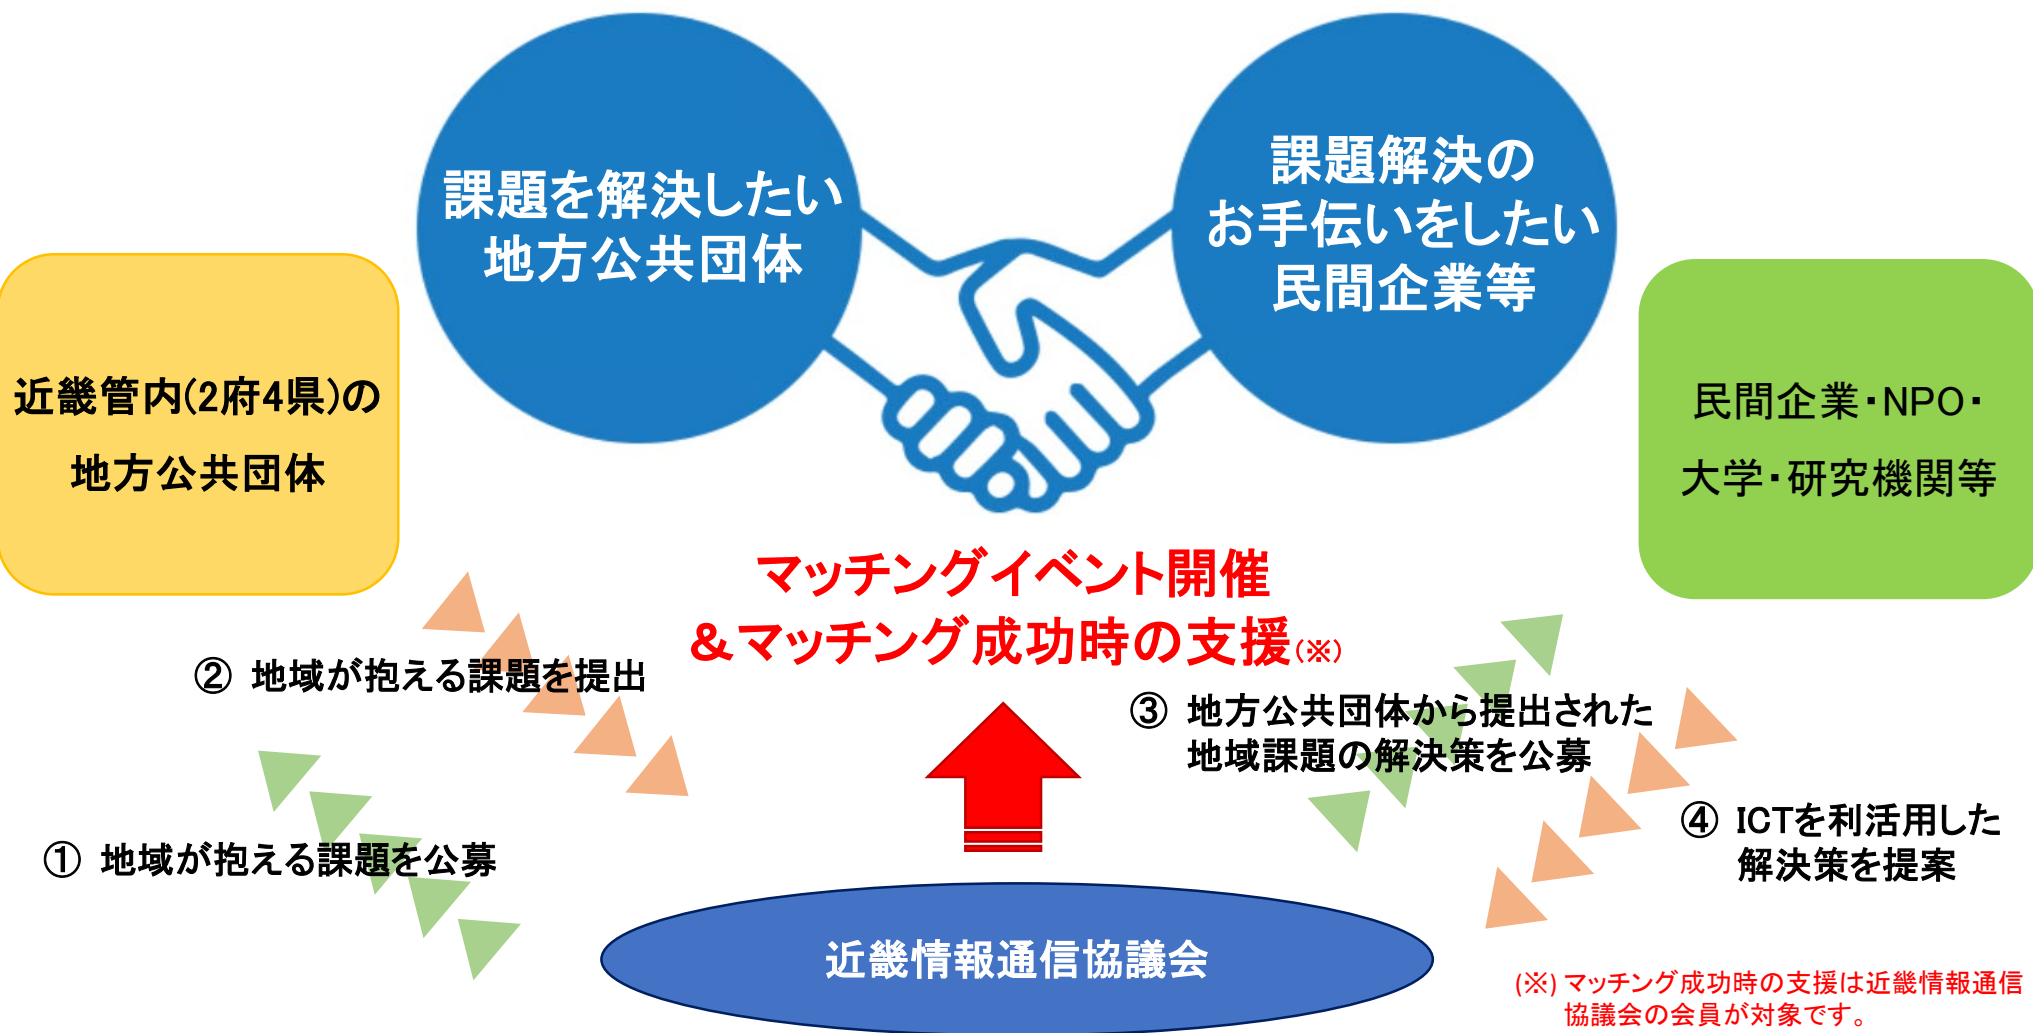 課題を解決したい
地方公共団体
課題解決の
お手伝いをしたい
民間企業等
近畿管内(2府4県)の
地方公共団体
民間企業・NPO・
大学・研究機関等
マッチングイベント開催
&マッチング成功時の支援(※)
② 地域が抱える課題を提出
① 地域が抱える課題を公募
③ 地方公共団体から提出された
地域課題の解決策を公募
④ ICTを利活用した
解決策を提案
近畿情報通信協議会
(※) マッチング成功時の支援は近畿情報通信
協議会の会員が対象です。